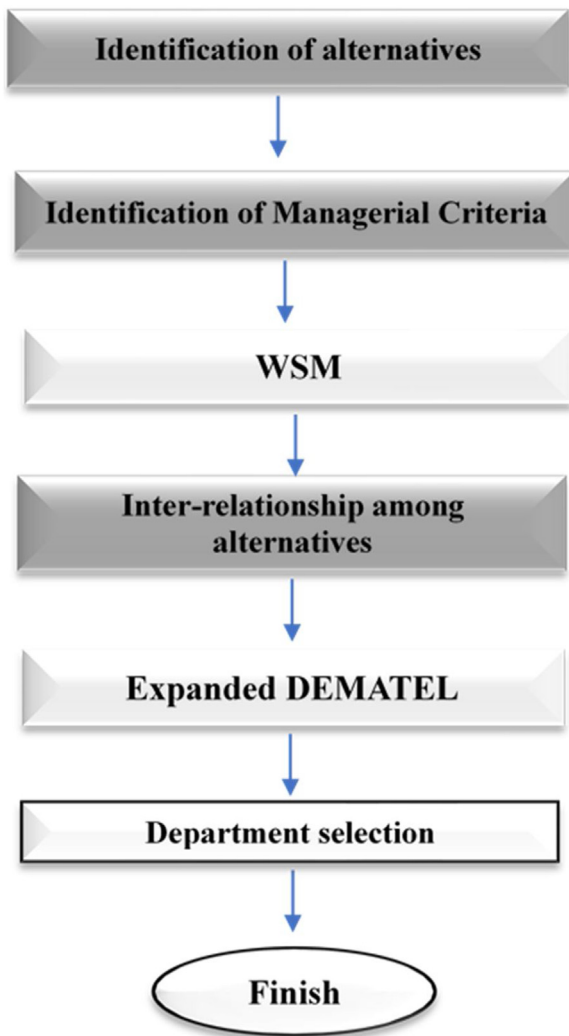 Identification of alternatives
Identification of Managerial Criteria
WSM
Inter-relationship among
alternatives
Expanded DEMATEL
Department selection
Finish